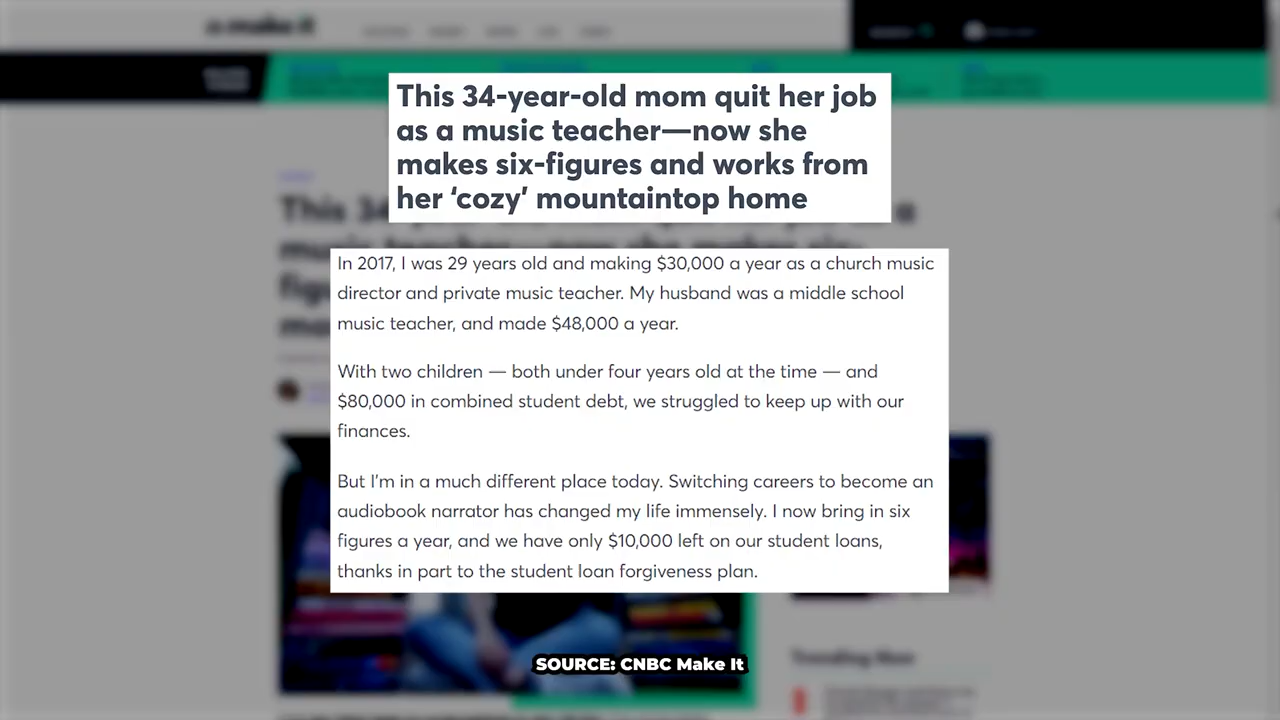 make it
This 34-year-old mom quit her job
as a music teacher—now she
makes six-figures and works from
her ‘cozy’ mountaintop home
In 2017, I was 29 years old and making $30,000 a year as a church music
director and private music teacher. My husband was a middle school
music teacher, and made $48,000 a year.
With two children — both under four years old at the time — and
$80,000 in combined student debt, we struggled to keep up with our
finances.
But I’m in a much different place today. Switching careers to become an
audiobook narrator has changed my life immensely. I now bring in six
figures a year, and we have only $10,000 left on our student loans,
thanks in part to the student loan forgiveness plan.
Trending Now
SOURCE: CNBC Make It